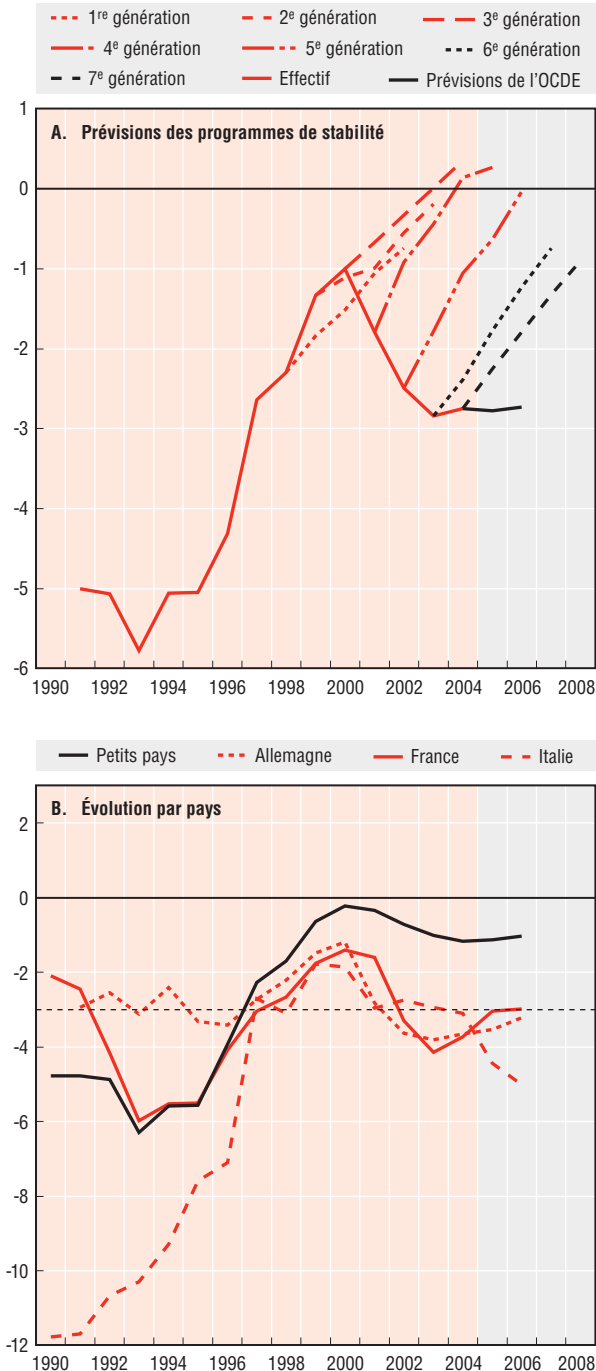 1re génération 2e génération 3e génération
4e génération 5e génération 6e génération
7e génération Effectif Prévisions de l'OCDE
A. Prévisions des programmes de stabilité
1
0
-1
-2
-3
-4
-5
-6
1990 1992 1994 1996 1998 2000 2002 2004 2006 2008
Petits pays Allemagne France Italie
B. Évolution par pays
2
0
-2
-4
-6
-8
-10
-12
1990 1992 1994 1996 1998 2000 2002 2004 2006 2008